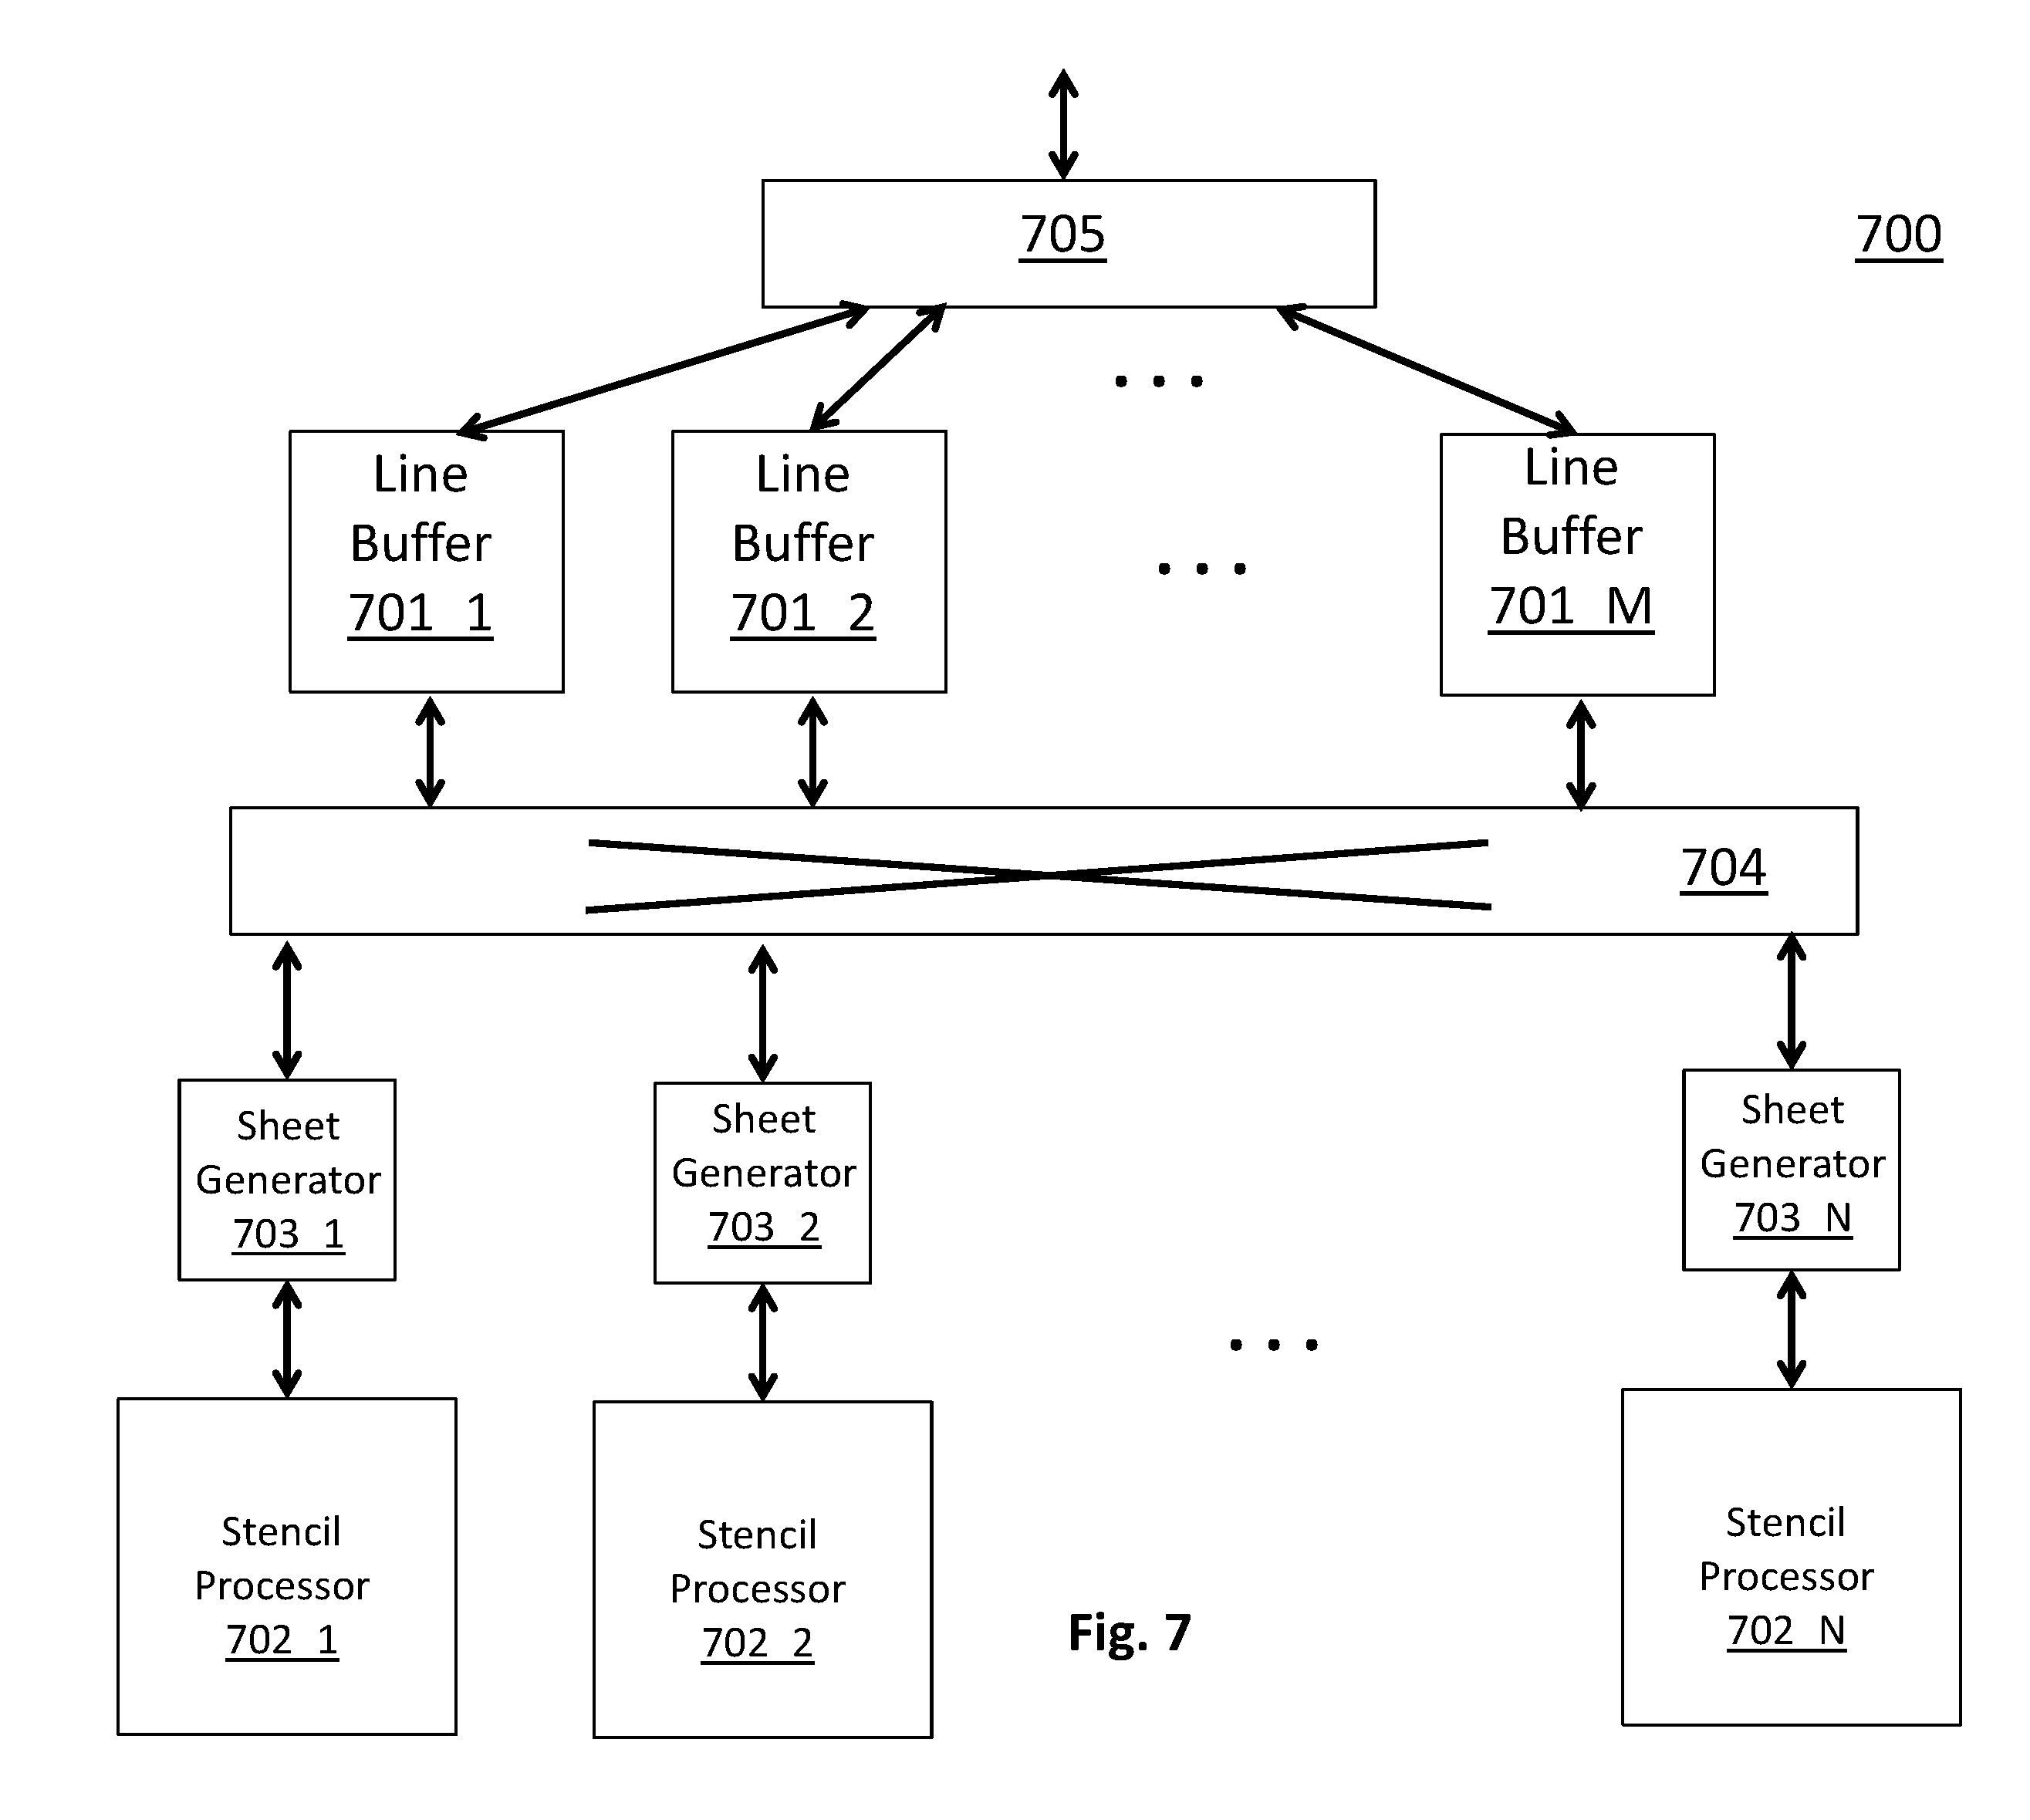 705
700
. . .
Line
Buffer
701_1
Line
Buffer
701_2
. . .
Line
Buffer
701_M
704
Sheet
Generator
703_1
Sheet
Generator
703_2
Sheet
Generator
703_N
. . .
Stencil
Processor
702_1
Stencil
Processor
702_2
Stencil
Processor
702_N
Fig. 7